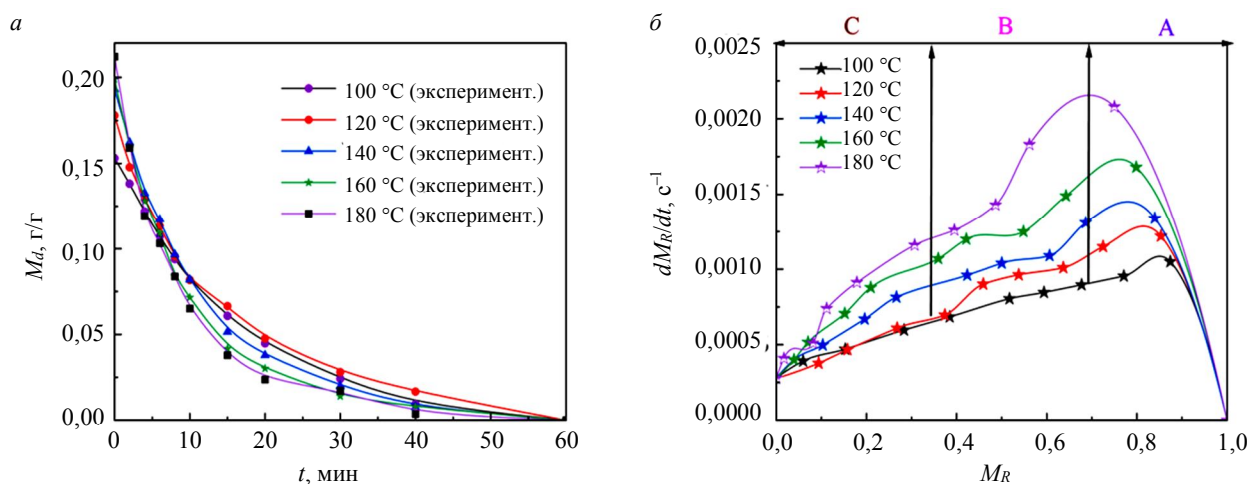 а
0,20
0,15
0,10
0,05
0,00
0
10
20
30
40
50
60
M_d, г/г
t, мин
100 °C (эксперимент.)
120 °C (эксперимент.)
140 °C (эксперимент.)
160 °C (эксперимент.)
180 °C (эксперимент.)
б
C
B
A
0,0025
0,0020
0,0015
0,0010
0,0005
0,0000
0,0
0,2
0,4
0,6
0,8
1,0
dM_R/dt, с⁻¹
M_R
100 °C
120 °C
140 °C
160 °C
180 °C